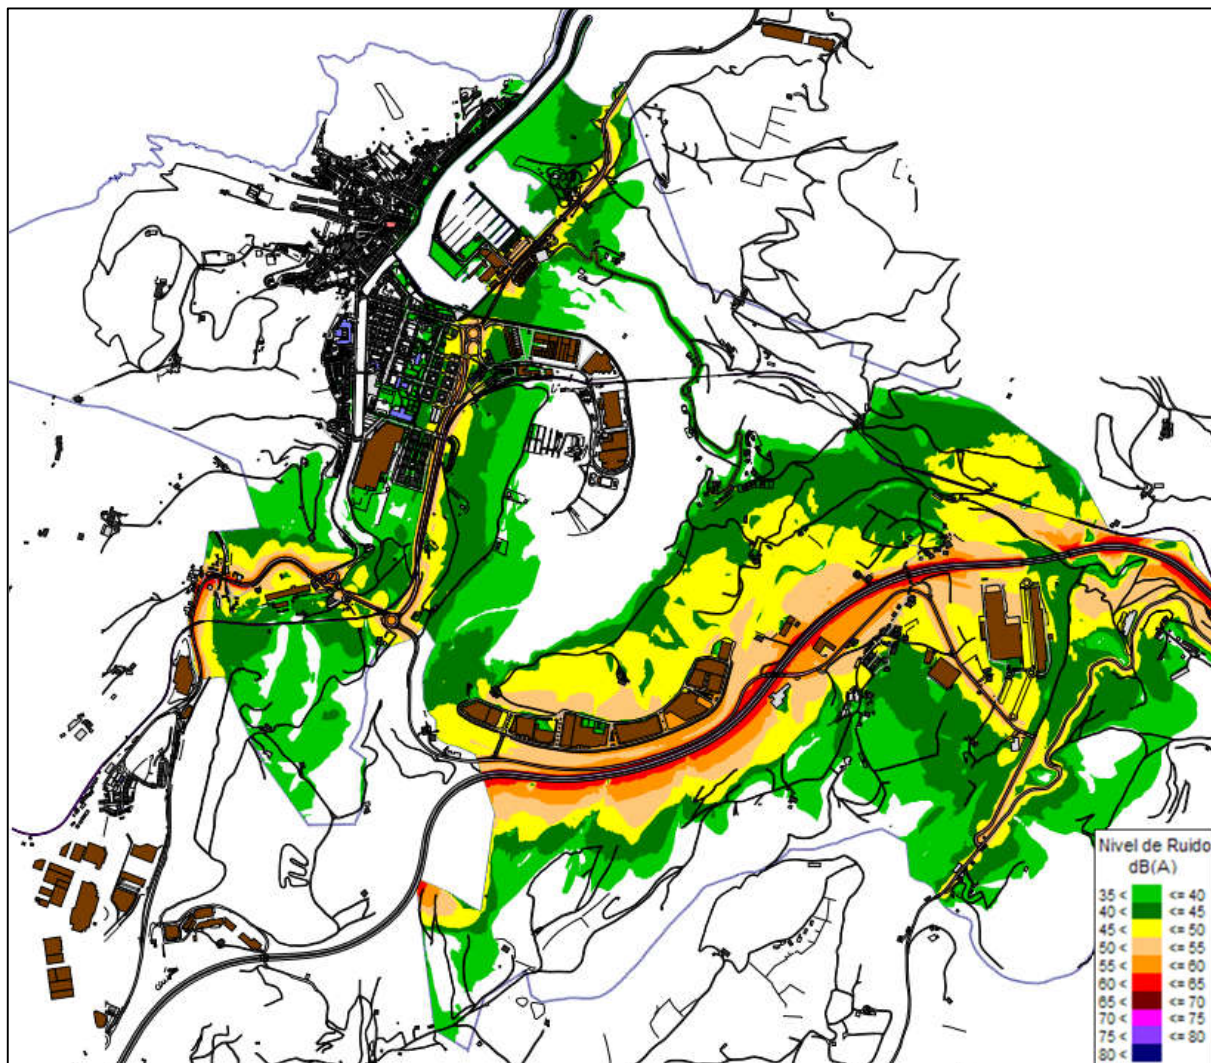 Nivel de Ruido
dB(A)
35 < <= 40
40 < <= 45
45 < <= 50
50 < <= 55
55 < <= 60
60 < <= 65
65 < <= 70
70 < <= 75
75 < <= 80
80 <